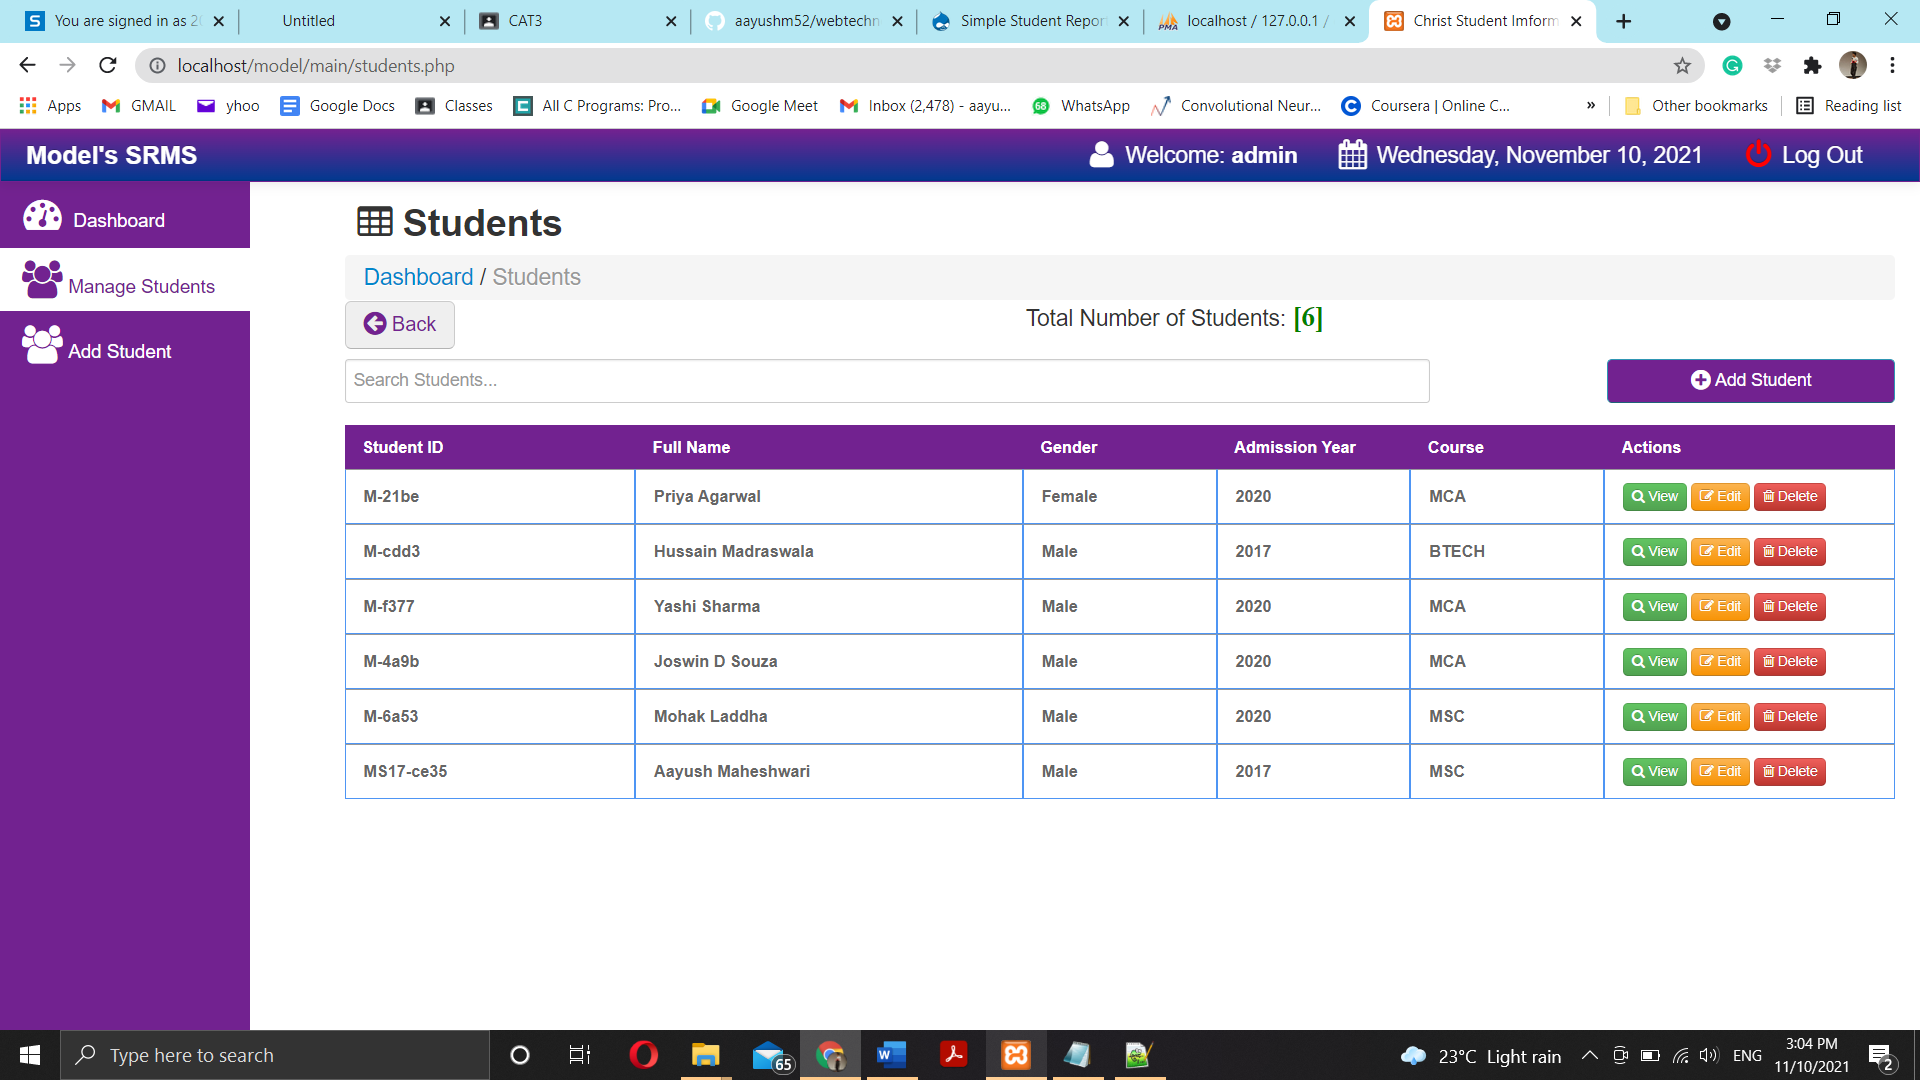 You are signed in as 20
Untitled
CAT3
aayushm52/webtechn
Simple Student Repor
localhost / 127.0.0.1 /
Christ Student Imform
localhost/model/main/students.php
Apps
GMAIL
yhoo
Google Docs
Classes
All C Programs: Pro...
Google Meet
Inbox (2,478) - aayu...
68
WhatsApp
Convolutional Neur...
Coursera | Online C...
»
Other bookmarks
Reading list
Model's SRMS
Welcome: admin
Wednesday, November 10, 2021
Log Out
Dashboard
Manage Students
Add Student
Students
Dashboard / Students
Back
Total Number of Students: [6]
Search Students...
Add Student
Student ID Full Name Gender Admission Year Course Actions
M-21be Priya Agarwal Female 2020 MCA View Edit Delete
M-cdd3 Hussain Madraswala Male 2017 BTECH View Edit Delete
M-f377 Yashi Sharma Male 2020 MCA View Edit Delete
M-4a9b Joswin D Souza Male 2020 MCA View Edit Delete
M-6a53 Mohak Laddha Male 2020 MSC View Edit Delete
MS17-ce35 Aayush Maheshwari Male 2017 MSC View Edit Delete
Type here to search
65
23°C Light rain
ENG
3:04 PM
11/10/2021
2